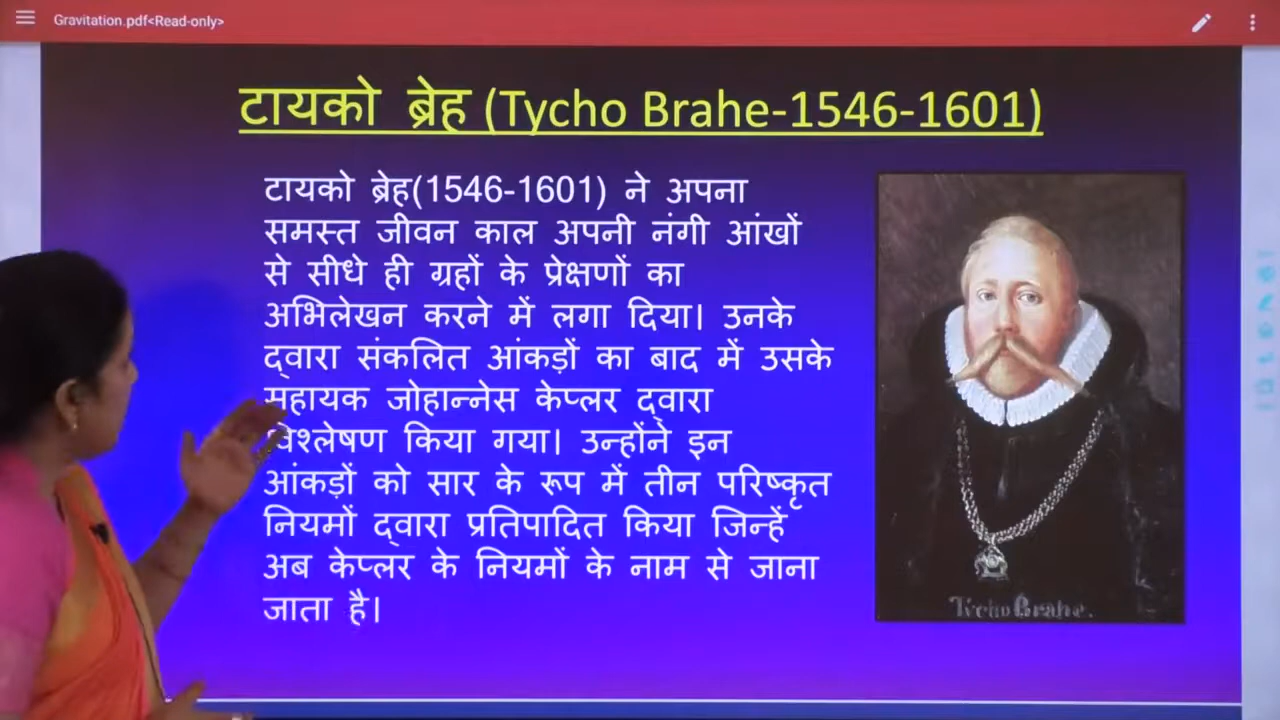 Gravitation.pdf<Read-only>
टायको ब्रेह (Tycho Brahe-1546-1601)
टायको ब्रेह(1546-1601) ने अपना
समस्त जीवन काल अपनी नंगी आंखों
से सीधे ही ग्रहों के प्रेक्षणों का
अभिलेखन करने में लगा दिया। उनके
द्वारा संकलित आंकड़ों का बाद में उसके
सहायक जोहान्नेस केप्लर द्वारा
विश्लेषण किया गया। उन्होंने इन
आंकड़ों को सार के रूप में तीन परिष्कृत
नियमों द्वारा प्रतिपादित किया जिन्हें
अब केप्लर के नियमों के नाम से जाना
जाता है।
Tycho Brahe.